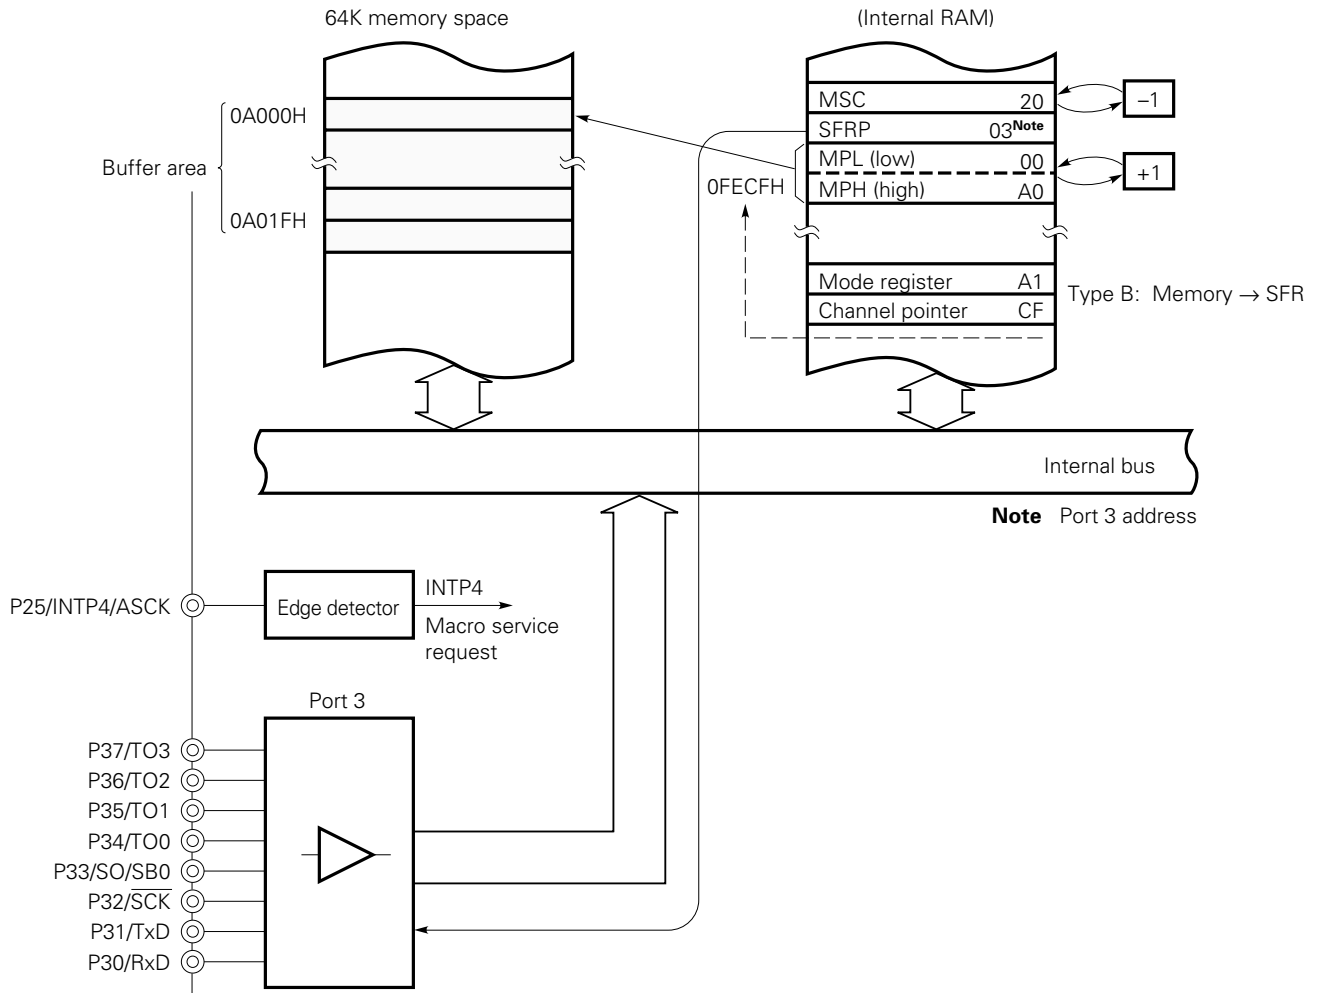 64K memory space
(Internal RAM)
0A000H
Buffer area
0A01FH
MSC 20
–1
SFRP 03Note
MPL (low) 00
+1
MPH (high) A0
0FECFH
Mode register A1
Channel pointer CF
Type B: Memory → SFR
Internal bus
Note Port 3 address
P25/INTP4/ASCK
Edge detector
INTP4
Macro service
request
Port 3
P37/TO3
P36/TO2
P35/TO1
P34/TO0
P33/SO/SB0
P32/S̅C̅K̅
P31/TxD
P30/RxD